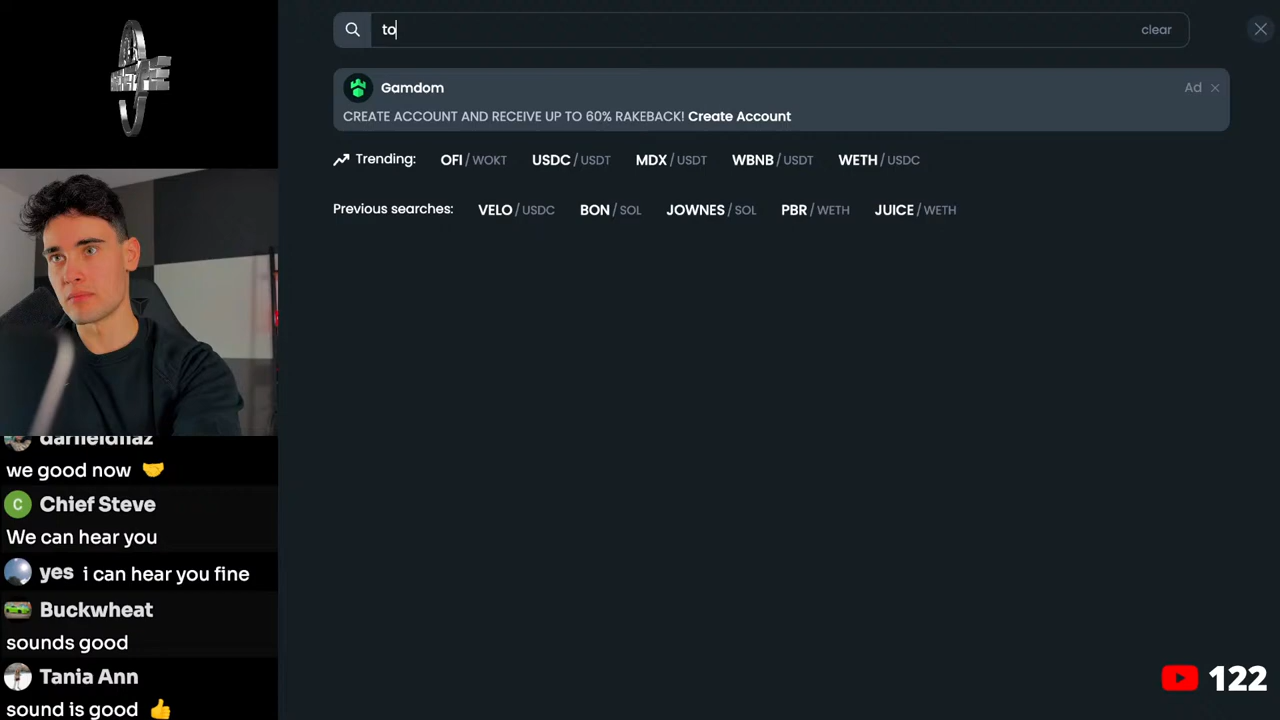 to
clear
Gamdom
Ad
CREATE ACCOUNT AND RECEIVE UP TO 60% RAKEBACK! Create Account
Trending: OFI / WOKT USDC / USDT MDX / USDT WBNB / USDT WETH / USDC
Previous searches: VELO / USDC BON / SOL JOWNES / SOL PBR / WETH JUICE / WETH
we good now 🤝
C Chief Steve
We can hear you
yes i can hear you fine
Buckwheat
sounds good
Tania Ann
sound is good 👍
122